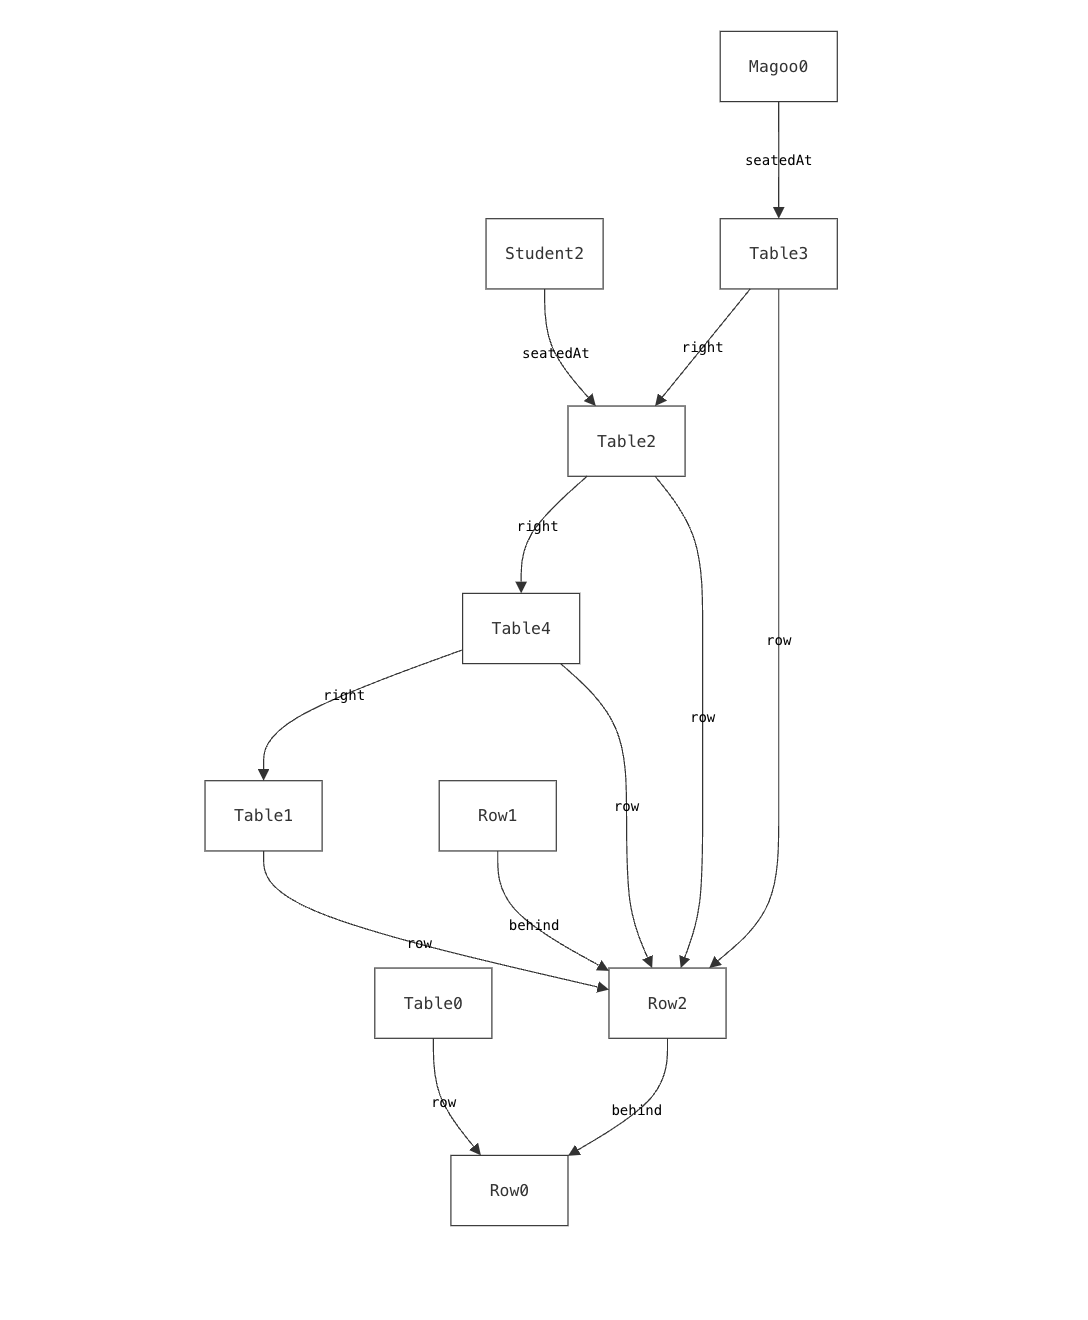 Magoo0
seatedAt
Student2
Table3
seatedAt
right
Table2
right
Table4
row
right
row
row
Table1
Row1
behind
row
Table0
Row2
row
behind
Row0